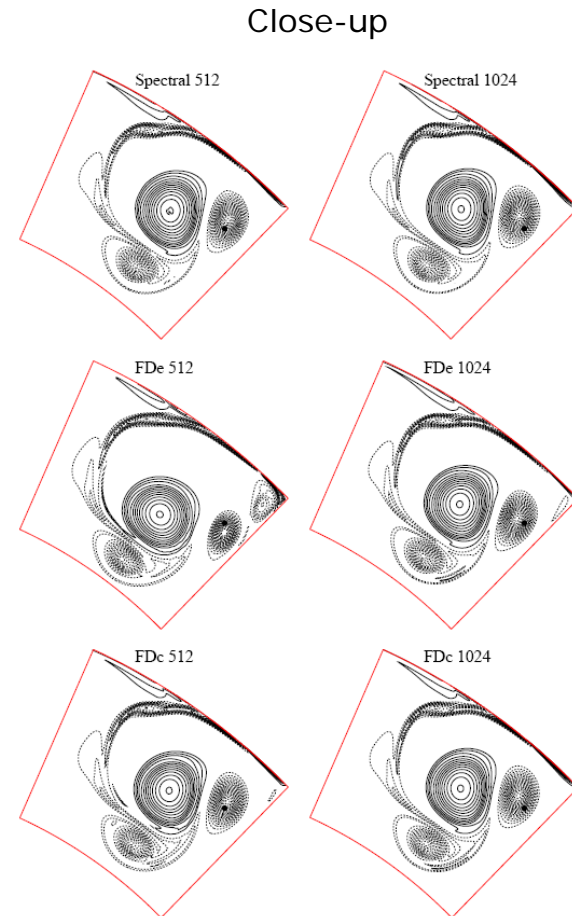 Close-up
Spectral 512
Spectral 1024
FDe 512
FDe 1024
FDc 512
FDc 1024